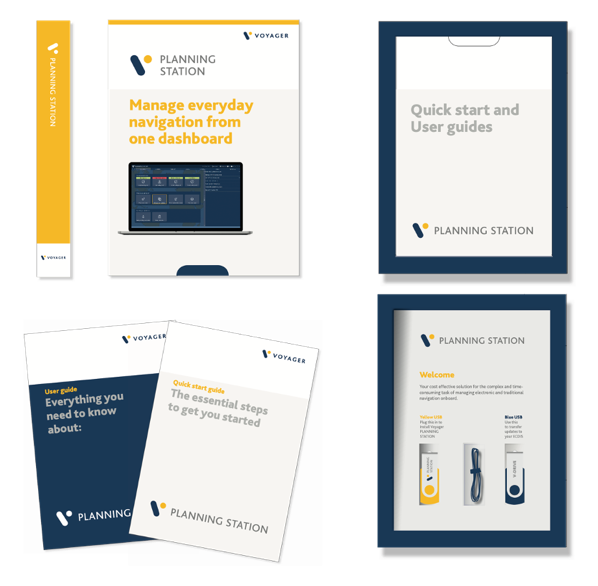 PLANNING STATION
VOYAGER
VOYAGER
PLANNING
STATION
Manage everyday
navigation from
one dashboard
Quick start and
User guides
PLANNING STATION
VOYAGER
User guide
Everything you
need to know
about:
PLANNING
VOYAGER
Quick start guide
The essential steps
to get you started
PLANNING STATION
PLANNING STATION
Welcome
Your cost effective solution for the complex and time-
consuming task of managing electronic and traditional
navigation onboard.
Yellow USB
Plug this in to
install Voyager
PLANNING
STATION
Blue USB
Use this
to transfer
updates to
your ECDIS
PLANNING
STATION